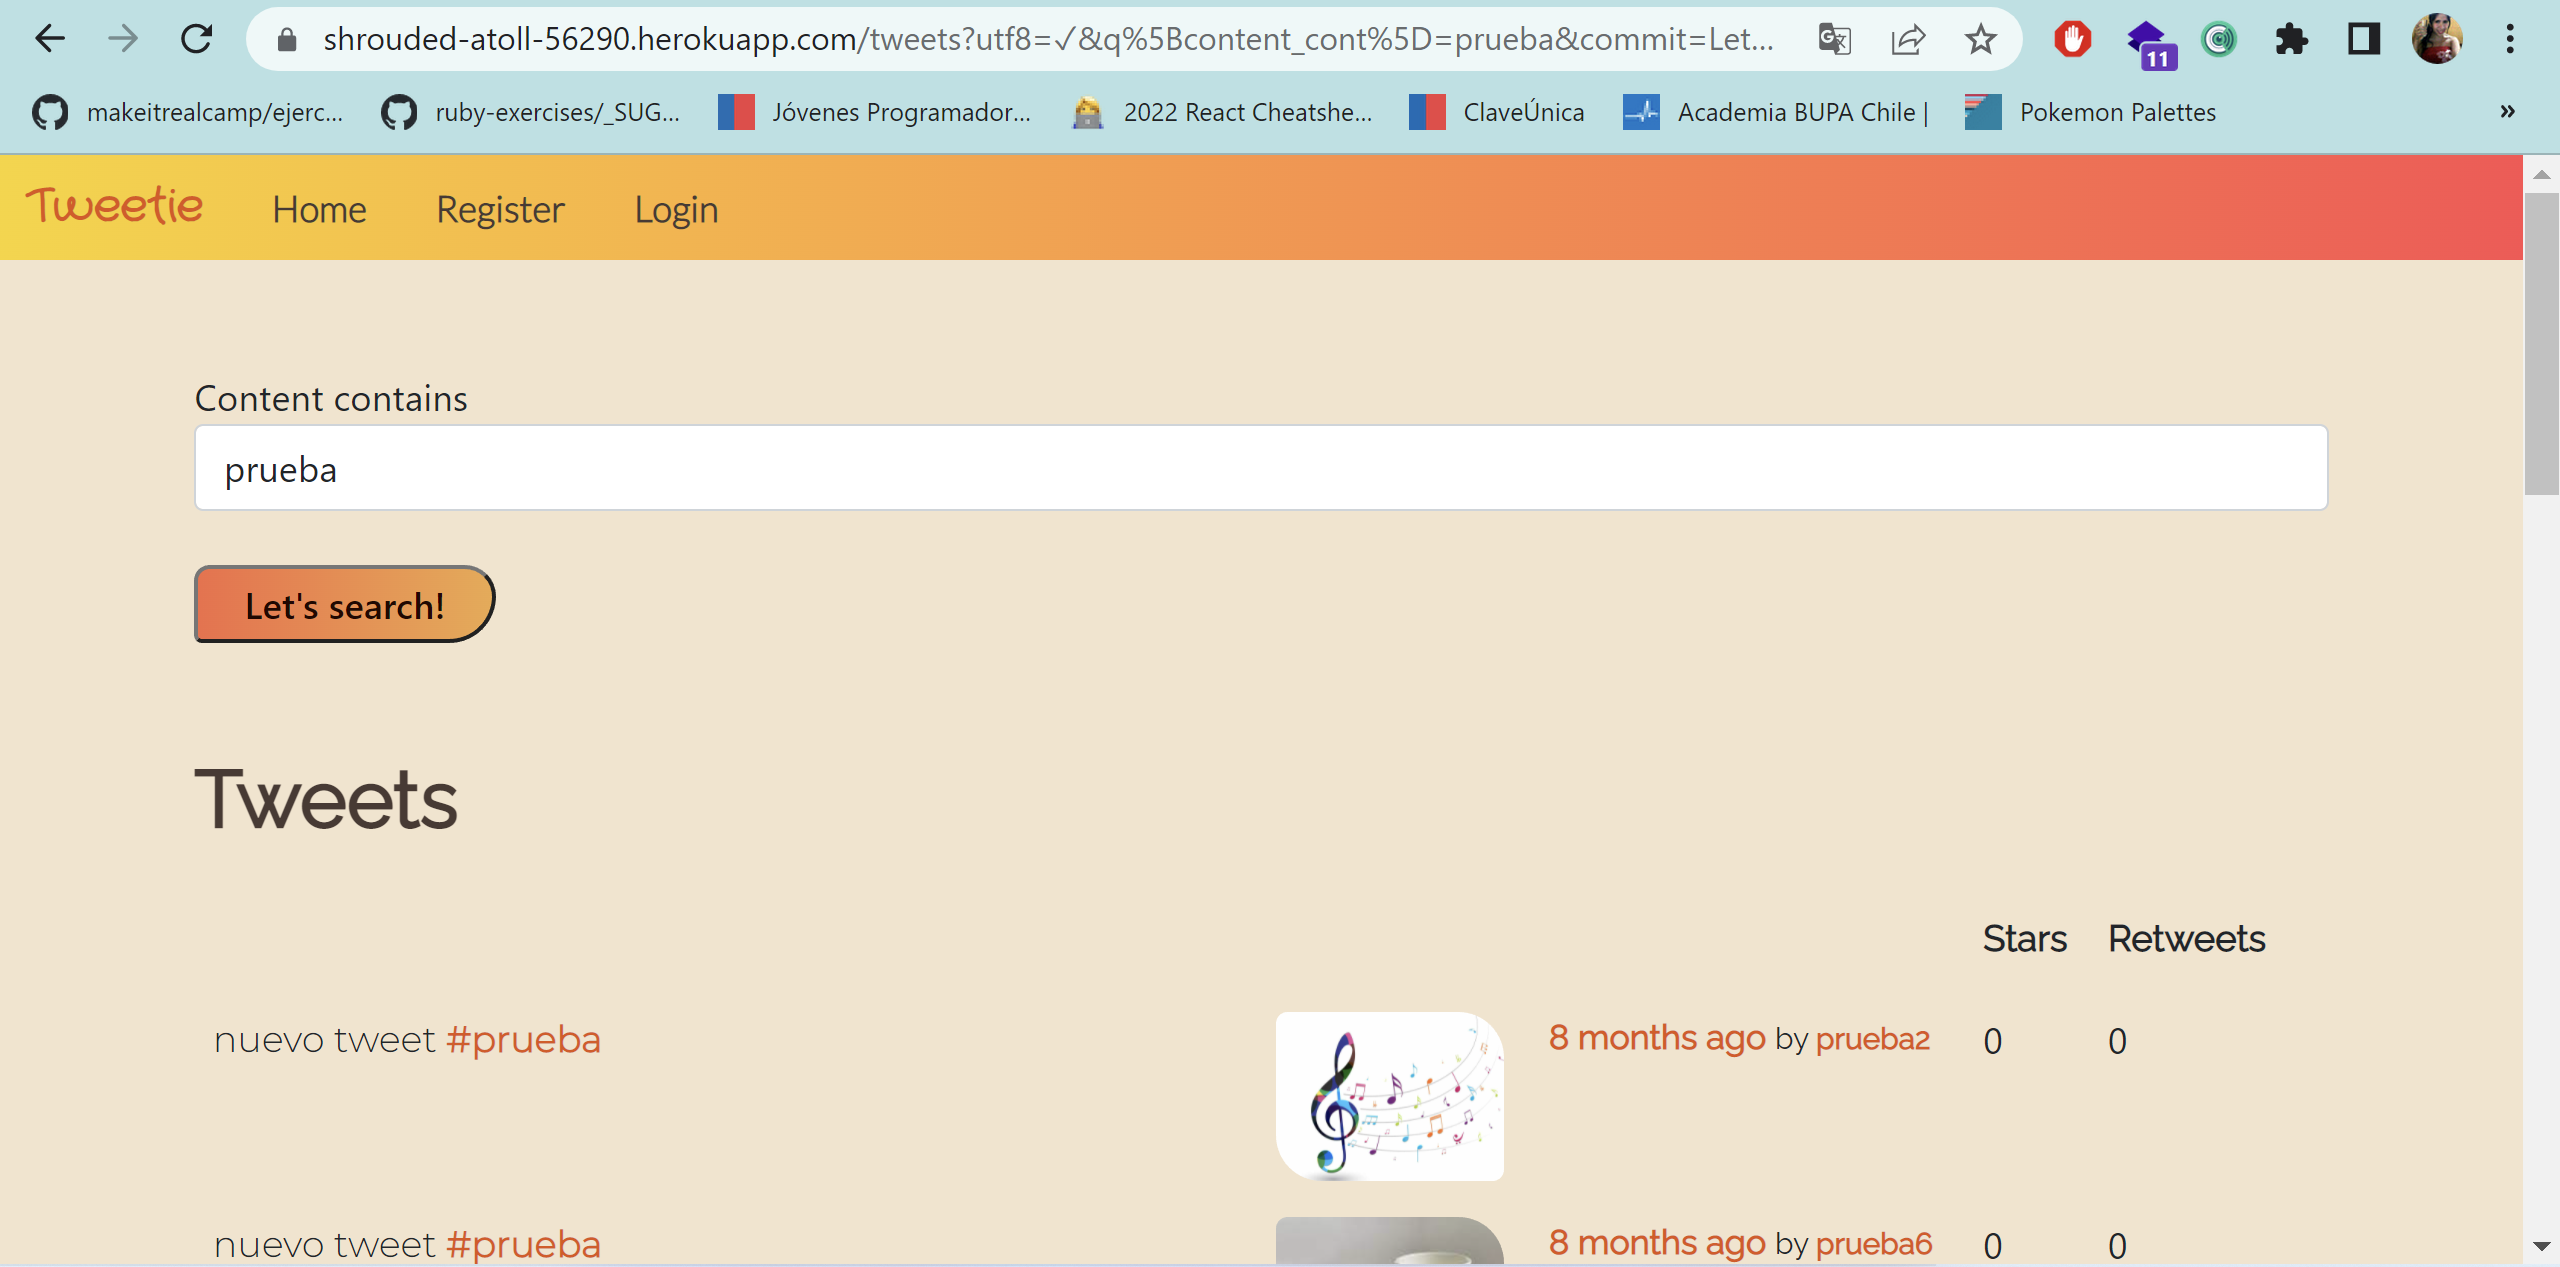 shrouded-atoll-56290.herokuapp.com/tweets?utf8=✓&q%5Bcontent_cont%5D=prueba&commit=Let...
11
makeitrealcamp/ejerc...
ruby-exercises/_SUG...
Jóvenes Programador...
2022 React Cheatshe...
ClaveÚnica
Academia BUPA Chile |
Pokemon Palettes
»
Tweetie Home Register Login
Content contains
prueba
Let's search!
Tweets
Stars Retweets
nuevo tweet #prueba 8 months ago by prueba2 0 0
nuevo tweet #prueba 8 months ago by prueba6 0 0